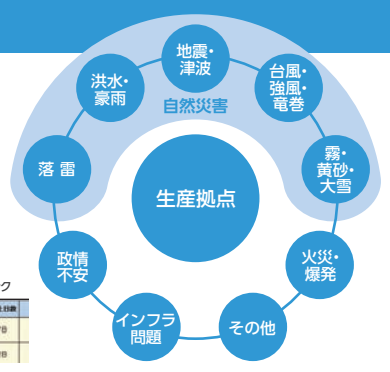 地震・
津波
洪水・
豪雨
台風・
強風・
竜巻
自然災害
落 雷
霧・
黄砂・
大雪
生産拠点
政情
不安
火災・
爆発
インフラ
問題
その他
ク